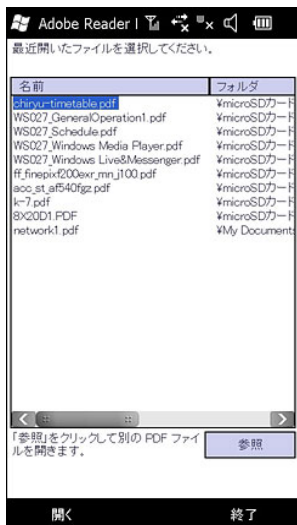 Adobe Reader l
最近開いたファイルを選択してください。
名前 フォルダ
chiryu-timetable.pdf ¥microSDカード
WS027_GeneralOperation1.pdf ¥microSDカード
WS027_Schedule.pdf ¥microSDカード
WS027_Windows Media Player.pdf ¥microSDカード
WS027_Windows Live&Messenger.pdf ¥microSDカード
ff_finepixf200exr_mn_j100.pdf ¥microSDカード
acc_st_af540fgz.pdf ¥microSDカード
k-7.pdf ¥microSDカード
8X20D1.PDF ¥microSDカード
network1.pdf ¥My Documents
「参照」をクリックして別の PDF ファイ
ルを開きます。
参照
開く 終了